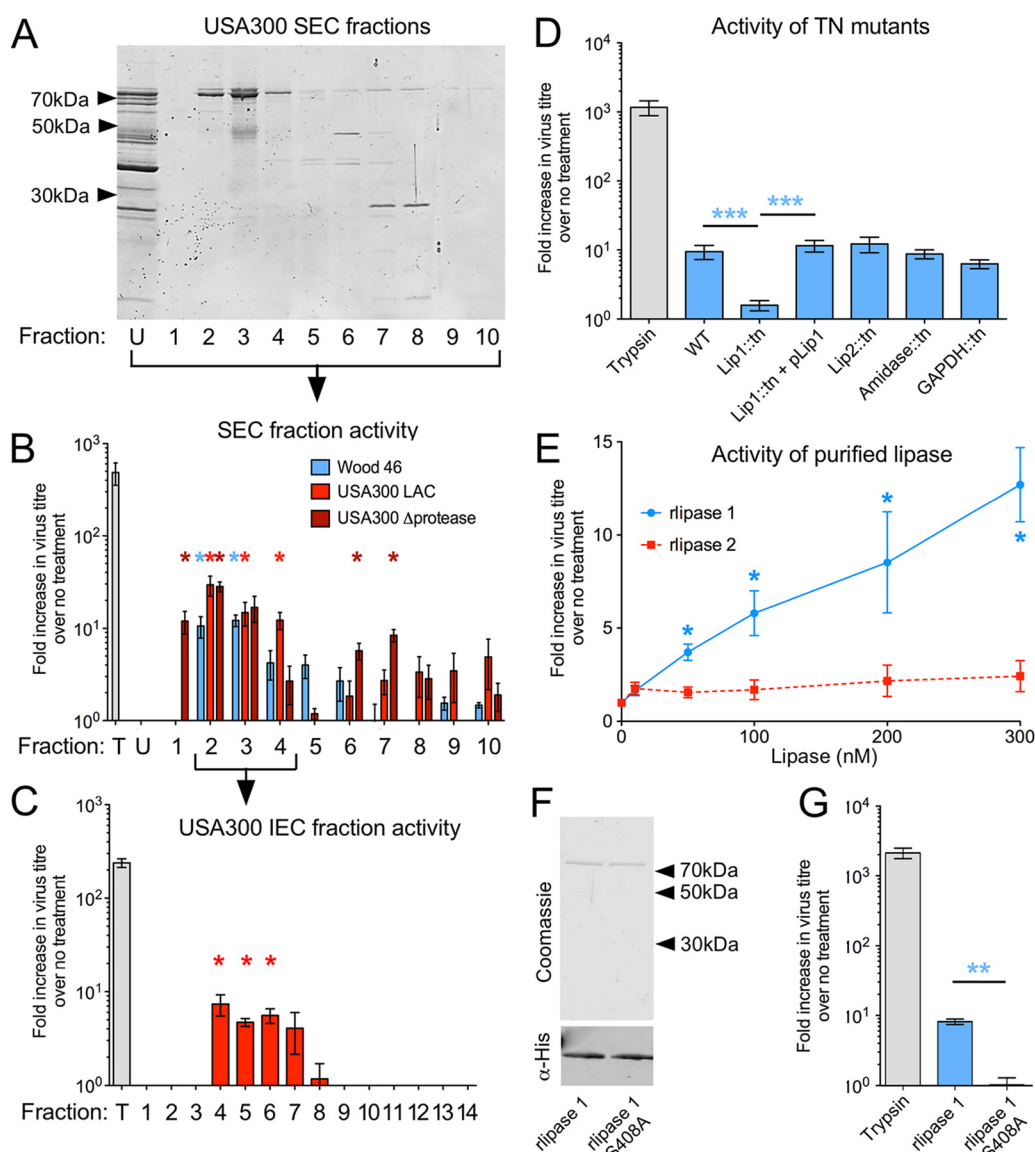 A
USA300 SEC fractions
70kDa
50kDa
30kDa
Fraction: U 1 2 3 4 5 6 7 8 9 10
B
SEC fraction activity
Fold increase in virus titre
over no treatment
10³
10²
10¹
10⁰
Wood 46
USA300 LAC
USA300 Δprotease
* * * * * * * * *
Fraction: T U 1 2 3 4 5 6 7 8 9 10
C
USA300 IEC fraction activity
Fold increase in virus titre
over no treatment
10³
10²
10¹
10⁰
* * *
Fraction: T 1 2 3 4 5 6 7 8 9 10 11 12 13 14
D
Activity of TN mutants
Fold increase in virus titre
over no treatment
10⁴
10³
10²
10¹
10⁰
*** ***
Trypsin
WT
Lip1::tn
Lip1::tn + pLip1
Lip2::tn
Amidase::tn
GAPDH::tn
E
Activity of purified lipase
Fold increase in virus titre
over no treatment
15
10
5
0
rlipase 1
rlipase 2
* * * *
0 100 200 300
Lipase (nM)
F
Coomassie
70kDa
50kDa
30kDa
α-His
rlipase 1
rlipase 1
S408A
G
Fold increase in virus titre
over no treatment
10⁴
10³
10²
10¹
10⁰
**
Trypsin
rlipase 1
rlipase 1
S408A